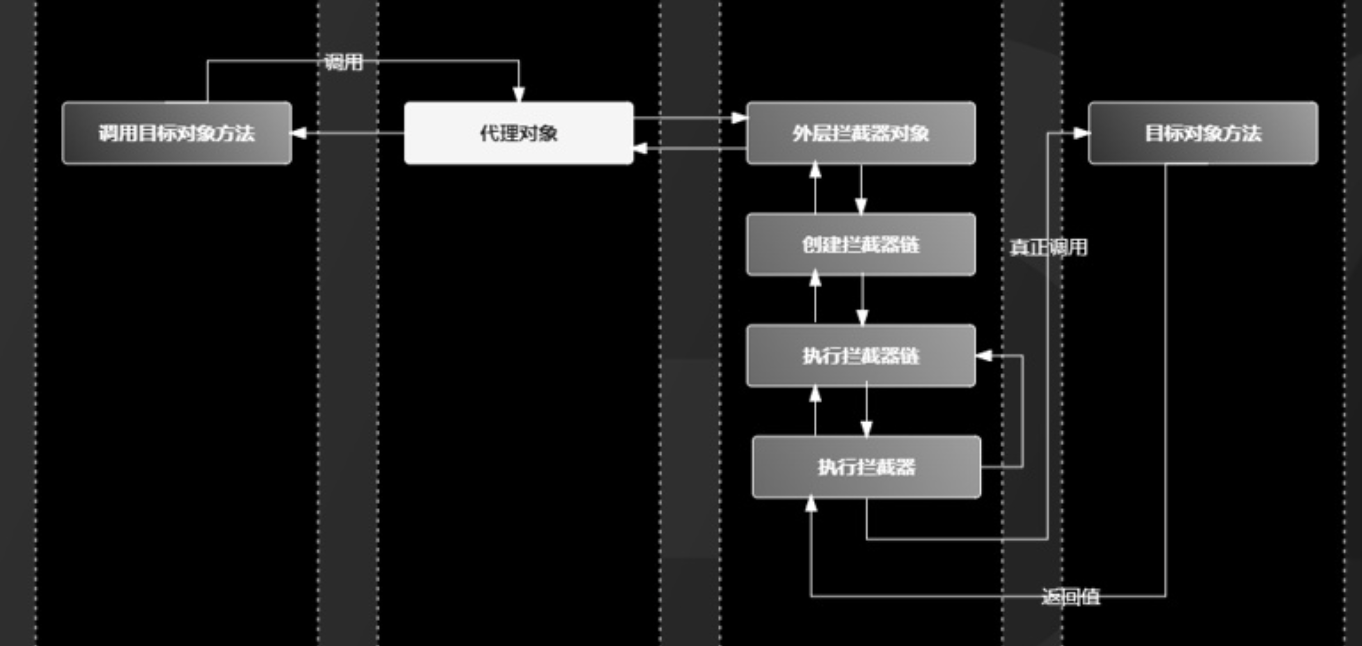 调用
调用目标对象方法
代理对象
外层拦截器对象
目标对象方法
创建拦截器链
真正调用
执行拦截器链
执行拦截器
返回值